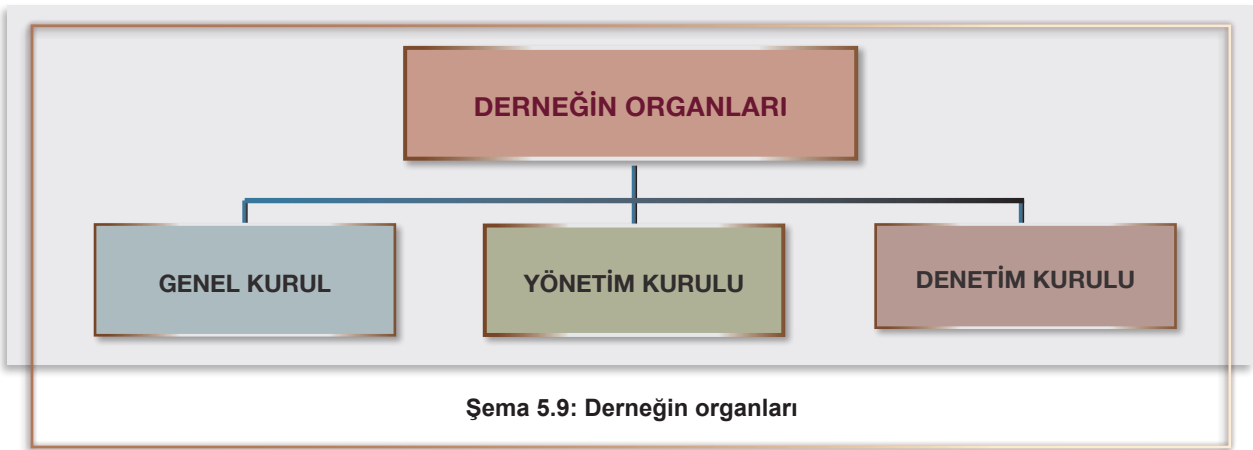 DERNEĞİN ORGANLARI
GENEL KURUL
YÖNETİM KURULU
DENETİM KURULU
Şema 5.9: Derneğin organları